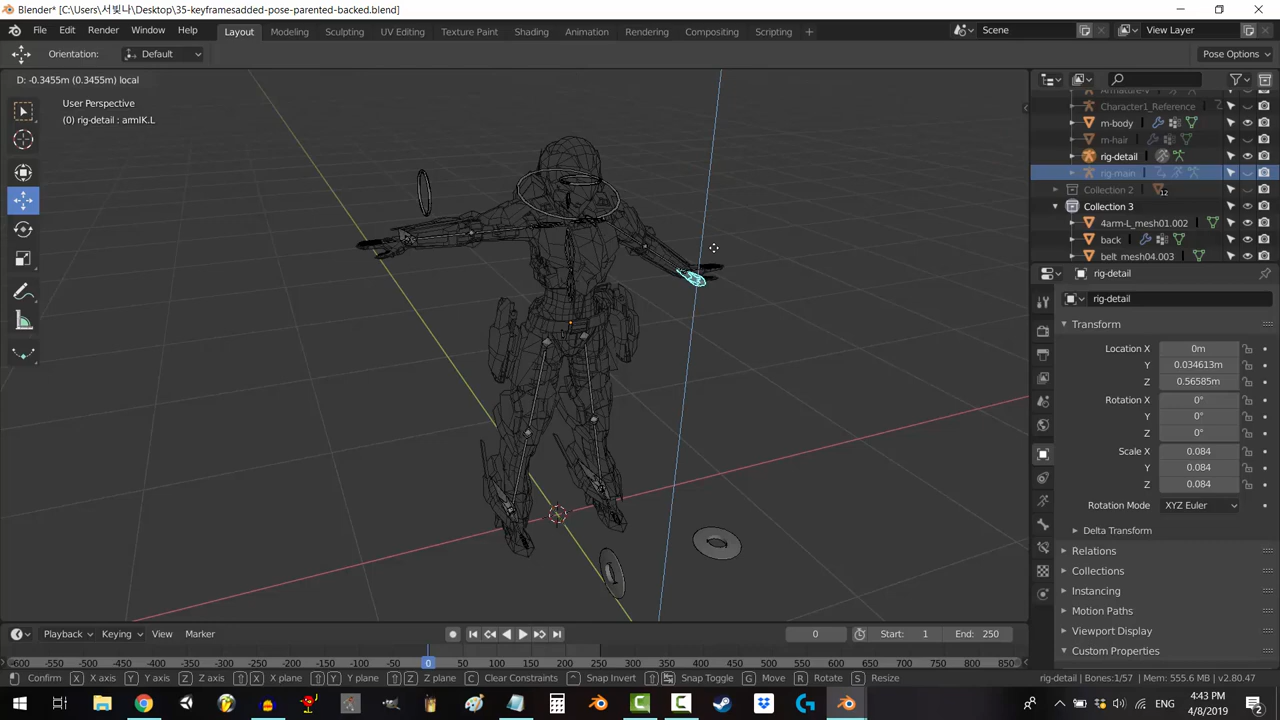 Blender* [C:\Users\서빛나\Desktop\35-keyframesadded-pose-parented-backed.blend]
File Edit Render Window Help
Layout Modeling Sculpting UV Editing Texture Paint Shading Animation Rendering Compositing Scripting
Scene
View Layer
Orientation: Default
Pose Options
D: -0.3455m (0.3455m) local
User Perspective
(0) rig-detail : armIK.L
Armature-v
Character1_Reference
m-body
m-hair
rig-detail
rig-main
Collection 2 12
Collection 3
4arm-L_mesh01.002
back
belt_mesh04.003
rig-detail
rig-detail
Transform
Location X 0m
Y 0.034613m
Z 0.56585m
Rotation X 0°
Y 0°
Z 0°
Scale X 0.084
Y 0.084
Z 0.084
Rotation Mode XYZ Euler
Delta Transform
Relations
Collections
Instancing
Motion Paths
Viewport Display
Custom Properties
Playback Keying View Marker 0 Start: 1 End: 250
-600 -550 -500 -450 -400 -350 -300 -250 -200 -150 -100 -50 0 50 100 150 200 250 300 350 400 450 500 550 600 650 700 750 800 850
Confirm X X axis Y Y axis Z Z axis X X plane Y Y plane Z Z plane C Clear Constraints Snap Invert Snap Toggle G Move R Rotate S Resize rig-detail | Bones:1/57 | Mem: 555.6 MB | v2.80.47
ENG
4:43 PM
4/8/2019